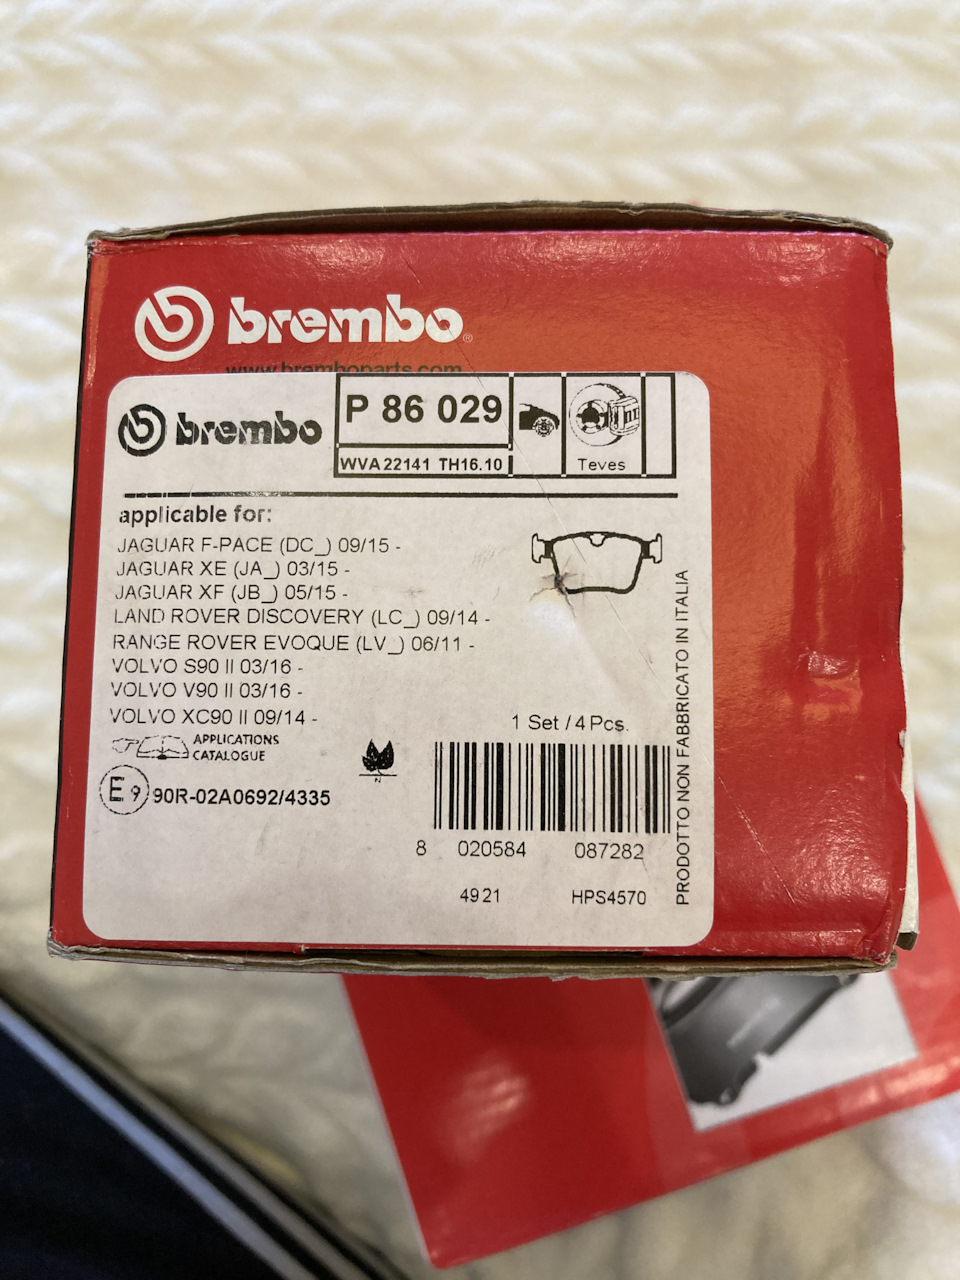 brembo®
www.bremboparts.com
brembo
P 86 029
WVA 22141 TH16.10
Teves
applicable for:
JAGUAR F-PACE (DC_) 09/15 -
JAGUAR XE (JA_) 03/15 -
JAGUAR XF (JB_) 05/15 -
LAND ROVER DISCOVERY (LC_) 09/14 -
RANGE ROVER EVOQUE (LV_) 06/11 -
VOLVO S90 II 03/16 -
VOLVO V90 II 03/16 -
VOLVO XC90 II 09/14 -
1 Set / 4 Pcs.
APPLICATIONS
CATALOGUE
N
E 9 90R-02A0692/4335
8 020584 087282
4921 HPS4570
PRODOTTO NON FABBRICATO IN ITALIA